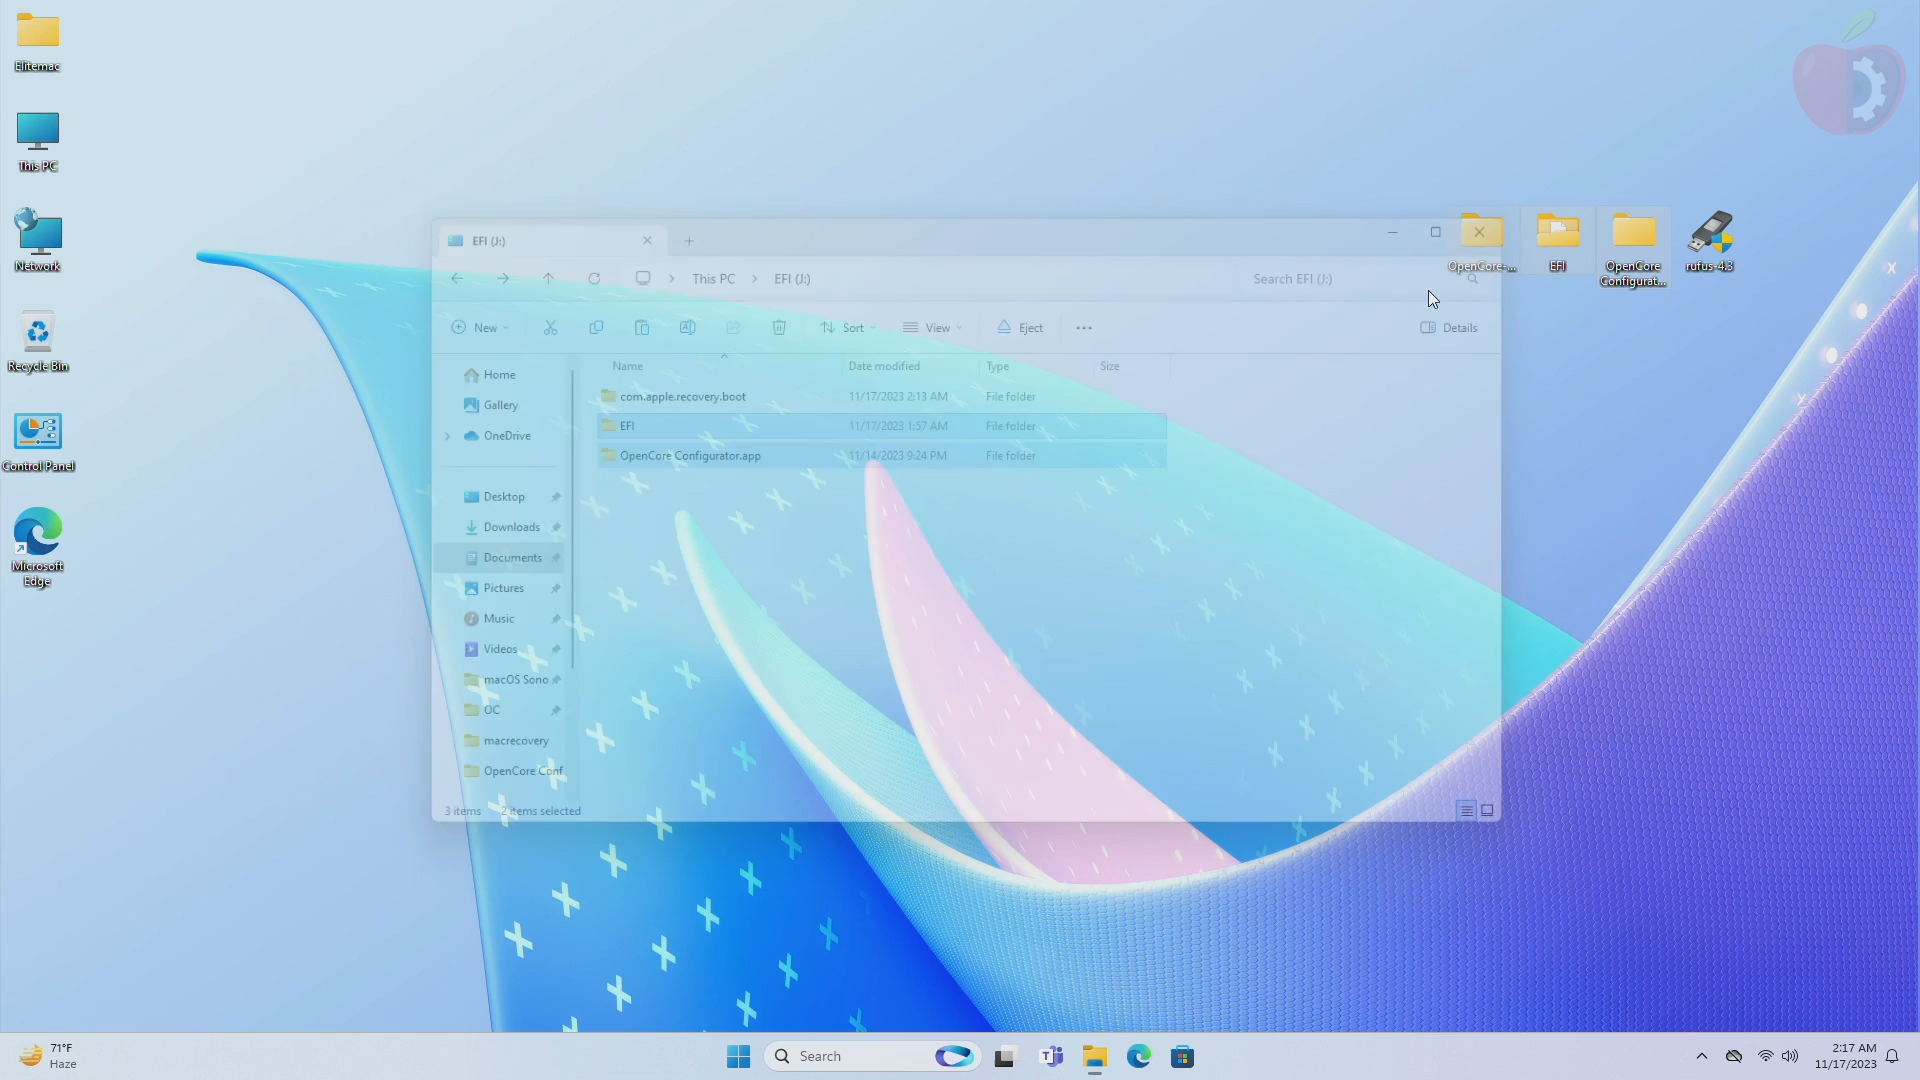 Elitemac
This PC
Network
Recycle Bin
Control Panel
Microsoft
Edge
EFI (J:)
This PC
EFI (J:)
Search EFI (J:)
New
Sort
View
Eject
Details
Home
Gallery
OneDrive
Desktop
Downloads
Documents
Pictures
Music
Videos
macOS Sono
OC
macrecovery
OpenCore Conf
Name
Date modified
Type
Size
com.apple.recovery.boot
11/17/2023 2:13 AM
File folder
EFI
11/17/2023 1:57 AM
File folder
OpenCore Configurator.app
11/14/2023 9:24 PM
File folder
3 items
2 items selected
OpenCore-...
EFI
OpenCore
Configurat...
rufus-4.3
71°F
Haze
Search
2:17 AM
11/17/2023